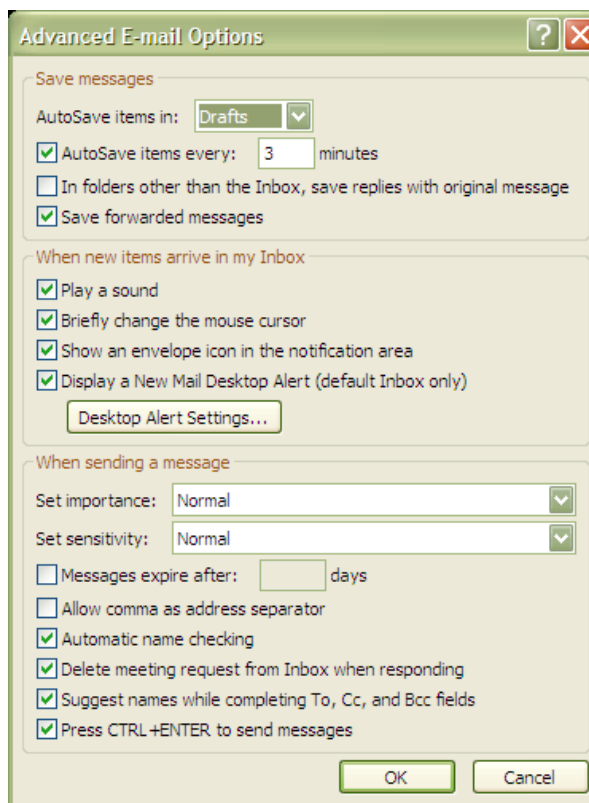 Advanced E-mail Options
Save messages
AutoSave items in: Drafts
AutoSave items every: 3 minutes
In folders other than the Inbox, save replies with original message
Save forwarded messages
When new items arrive in my Inbox
Play a sound
Briefly change the mouse cursor
Show an envelope icon in the notification area
Display a New Mail Desktop Alert (default Inbox only)
Desktop Alert Settings...
When sending a message
Set importance: Normal
Set sensitivity: Normal
Messages expire after: days
Allow comma as address separator
Automatic name checking
Delete meeting request from Inbox when responding
Suggest names while completing To, Cc, and Bcc fields
Press CTRL+ENTER to send messages
OK Cancel